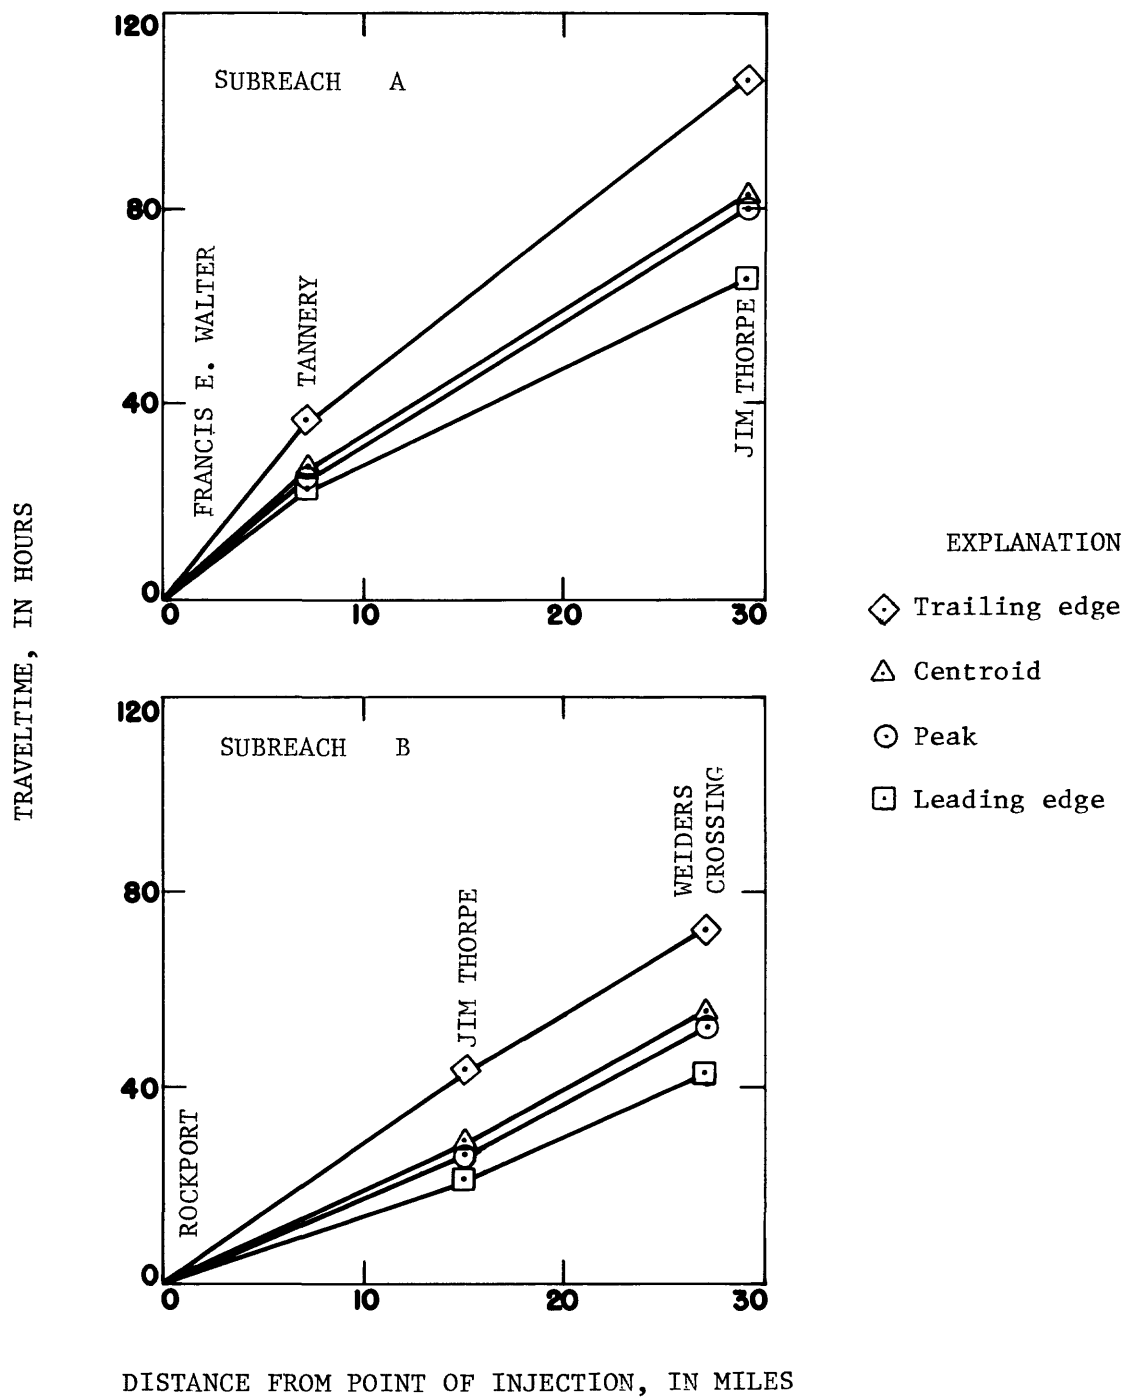 120
SUBREACH A
80
FRANCIS E. WALTER
TANNERY
JIM THORPE
40
0
0 10 20 30
TRAVELTIME, IN HOURS
EXPLANATION
Trailing edge
Centroid
Peak
Leading edge
120
SUBREACH B
WEIDERS
CROSSING
80
JIM THORPE
40
ROCKPORT
0
0 10 20 30
DISTANCE FROM POINT OF INJECTION, IN MILES